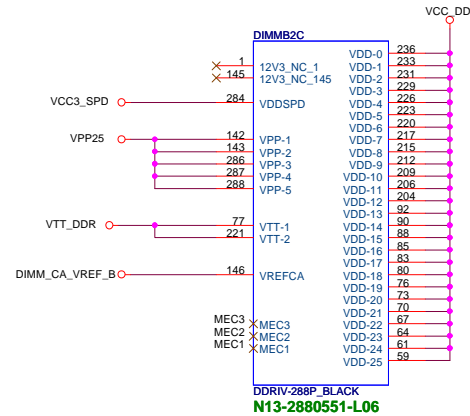 VCC_DD
DIMMB2C
1 12V3_NC_1
145 12V3_NC_145
VCC3_SPD 284 VDDSPD
VPP25 142 VPP-1
143 VPP-2
286 VPP-3
287 VPP-4
288 VPP-5
VTT_DDR 77 VTT-1
221 VTT-2
DIMM_CA_VREF_B 146 VREFCA
MEC3 MEC3
MEC2 MEC2
MEC1 MEC1
VDD-0 236
VDD-1 233
VDD-2 231
VDD-3 229
VDD-4 226
VDD-5 223
VDD-6 220
VDD-7 217
VDD-8 215
VDD-9 212
VDD-10 209
VDD-11 206
VDD-12 204
VDD-13 92
VDD-14 90
VDD-15 88
VDD-16 85
VDD-17 83
VDD-18 80
VDD-19 76
VDD-20 73
VDD-21 70
VDD-22 67
VDD-23 64
VDD-24 61
VDD-25 59
DDRIV-288P_BLACK
N13-2880551-L06